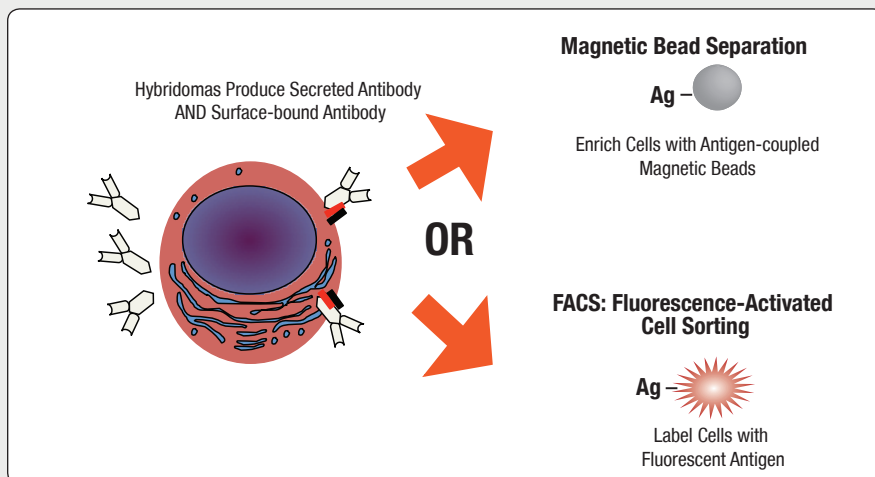 Hybridomas Produce Secreted Antibody
AND Surface-bound Antibody
OR
Magnetic Bead Separation
Ag –
Enrich Cells with Antigen-coupled
Magnetic Beads
FACS: Fluorescence-Activated
Cell Sorting
Ag –
Label Cells with
Fluorescent Antigen